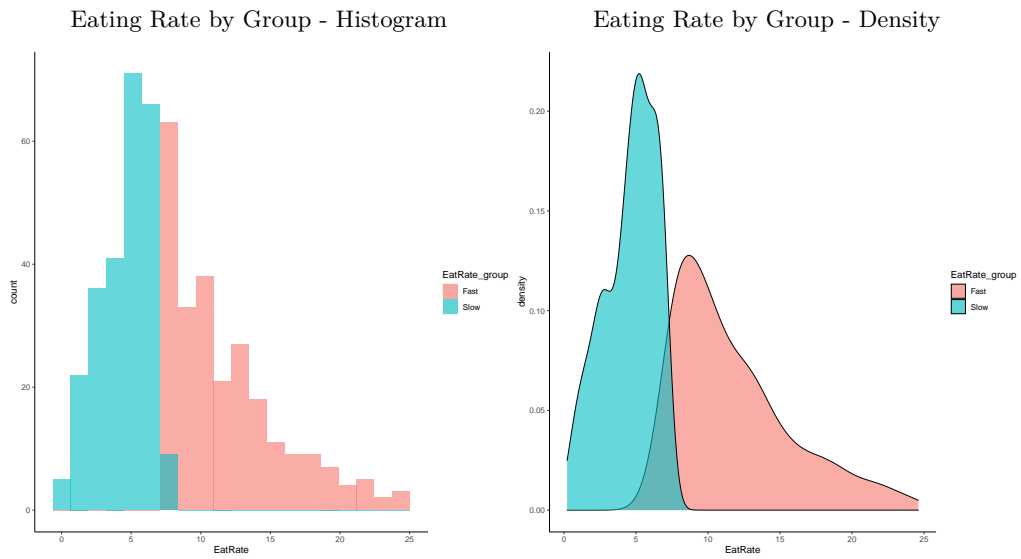 Eating Rate by Group - Histogram
count
60
40
20
0
0 5 10 15 20 25
EatRate
EatRate_group
Fast
Slow
Eating Rate by Group - Density
density
0.20
0.15
0.10
0.05
0.00
0 5 10 15 20 25
EatRate
EatRate_group
Fast
Slow